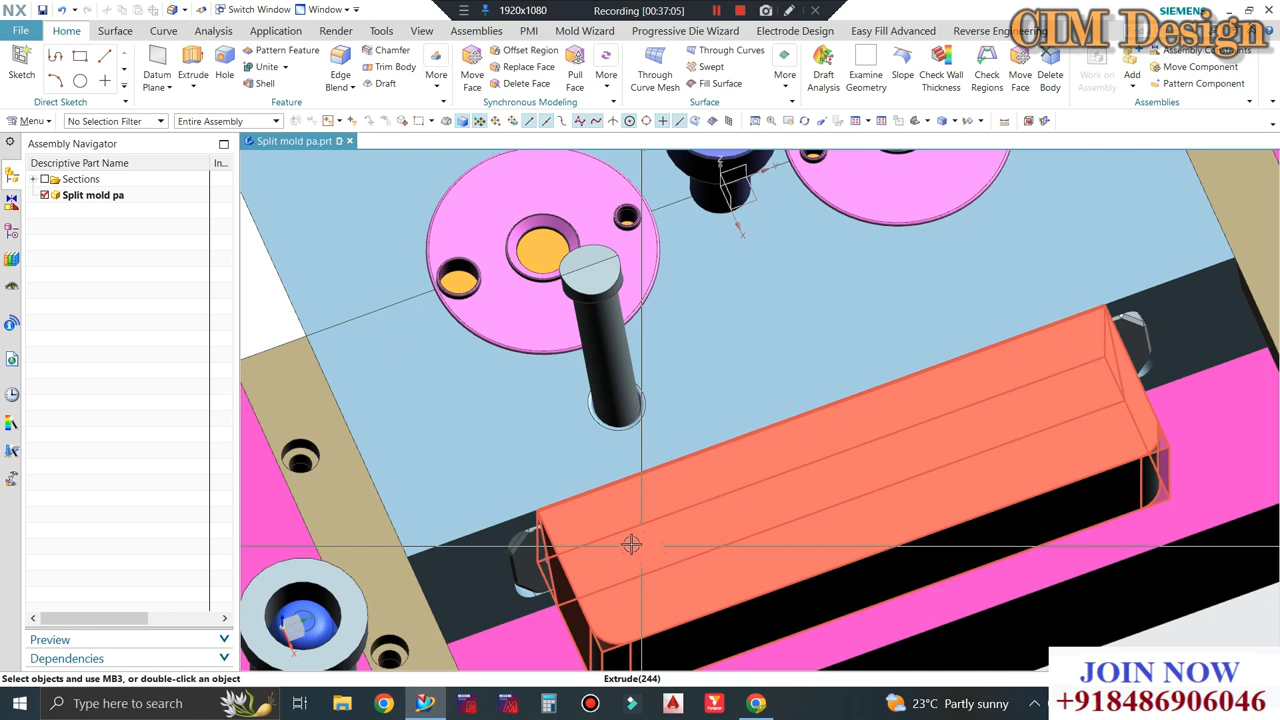 NX
Switch Window
Window
1920x1080
Recording [00:37:05]
SIEMENS
CIM Design
File
Home
Surface
Curve
Analysis
Application
Render
Tools
View
Assemblies
PMI
Mold Wizard
Progressive Die Wizard
Electrode Design
Easy Fill Advanced
Reverse Engineering
Sketch
Datum Plane
Extrude
Hole
Pattern Feature
Unite
Shell
Edge Blend
Chamfer
Trim Body
Draft
More
Move Face
Offset Region
Replace Face
Delete Face
Pull Face
More
Through Curve Mesh
Through Curves
Swept
Fill Surface
More
Draft Analysis
Examine Geometry
Slope
Check Wall Thickness
Check Regions
Move Face
Delete Body
Work on Assembly
Add
Assembly Constraints
Move Component
Pattern Component
Direct Sketch
Feature
Synchronous Modeling
Surface
Assemblies
Menu
No Selection Filter
Entire Assembly
Assembly Navigator
Split mold pa.prt
Descriptive Part Name
In...
Sections
Split mold pa
Z
Y
X
Preview
Dependencies
Select objects and use MB3, or double-click an object
Extrude(244)
JOIN NOW
+918486906046
Type here to search
23°C Partly sunny